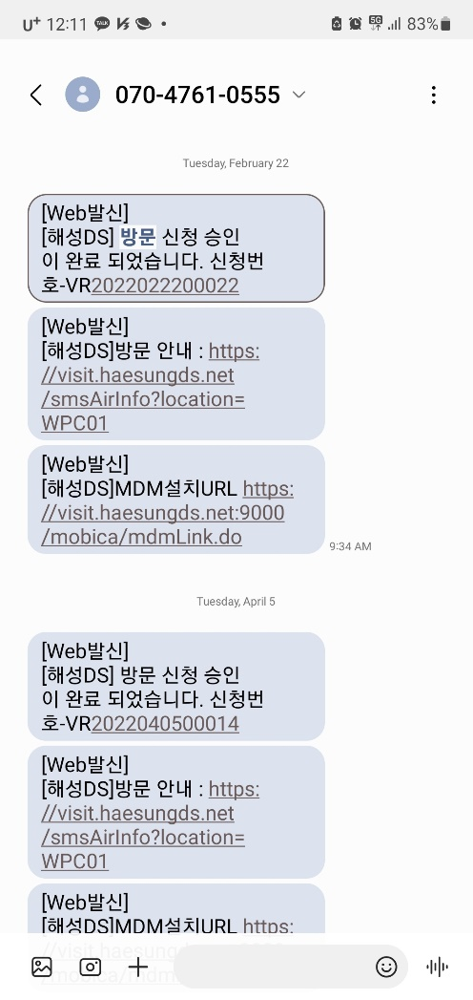 U+ 12:11 TALK 5G 83%
070-4761-0555
Tuesday, February 22
[Web발신]
[해성DS] 방문 신청 승인
이 완료 되었습니다. 신청번
호-VR2022022200022
[Web발신]
[해성DS]방문 안내 : https:
//visit.haesungds.net
/smsAirInfo?location=
WPC01
[Web발신]
[해성DS]MDM설치URL https:
//visit.haesungds.net:9000
/mobica/mdmLink.do
9:34 AM
Tuesday, April 5
[Web발신]
[해성DS] 방문 신청 승인
이 완료 되었습니다. 신청번
호-VR2022040500014
[Web발신]
[해성DS]방문 안내 : https:
//visit.haesungds.net
/smsAirInfo?location=
WPC01
[Web발신]
[해성DS]MDM설치URL https: